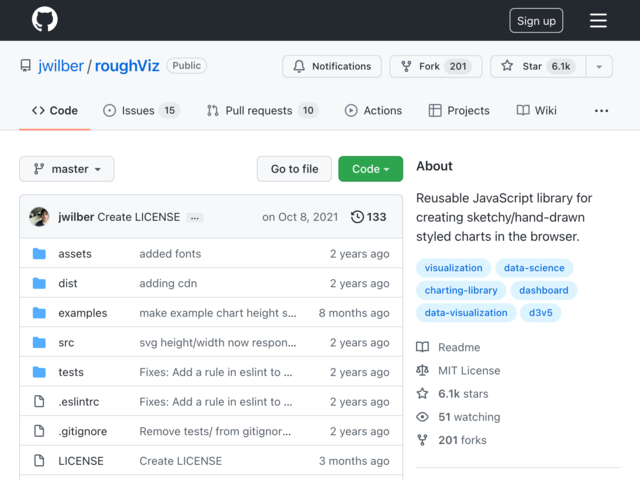 Sign up
jwilber / roughViz Public
Notifications Fork 201 Star 6.1k
Code Issues 15 Pull requests 10 Actions Projects Wiki ...
master Go to file Code
jwilber Create LICENSE ... on Oct 8, 2021 133
assets added fonts 2 years ago
dist adding cdn 2 years ago
examples make example chart height s... 8 months ago
src svg height/width now respon... 2 years ago
tests Fixes: Add a rule in eslint to ... 2 years ago
.eslintrc Fixes: Add a rule in eslint to ... 2 years ago
.gitignore Remove tests/ from gitignor... 2 years ago
LICENSE Create LICENSE 3 months ago
About
Reusable JavaScript library for
creating sketchy/hand-drawn
styled charts in the browser.
visualization data-science
charting-library dashboard
data-visualization d3v5
Readme
MIT License
6.1k stars
51 watching
201 forks